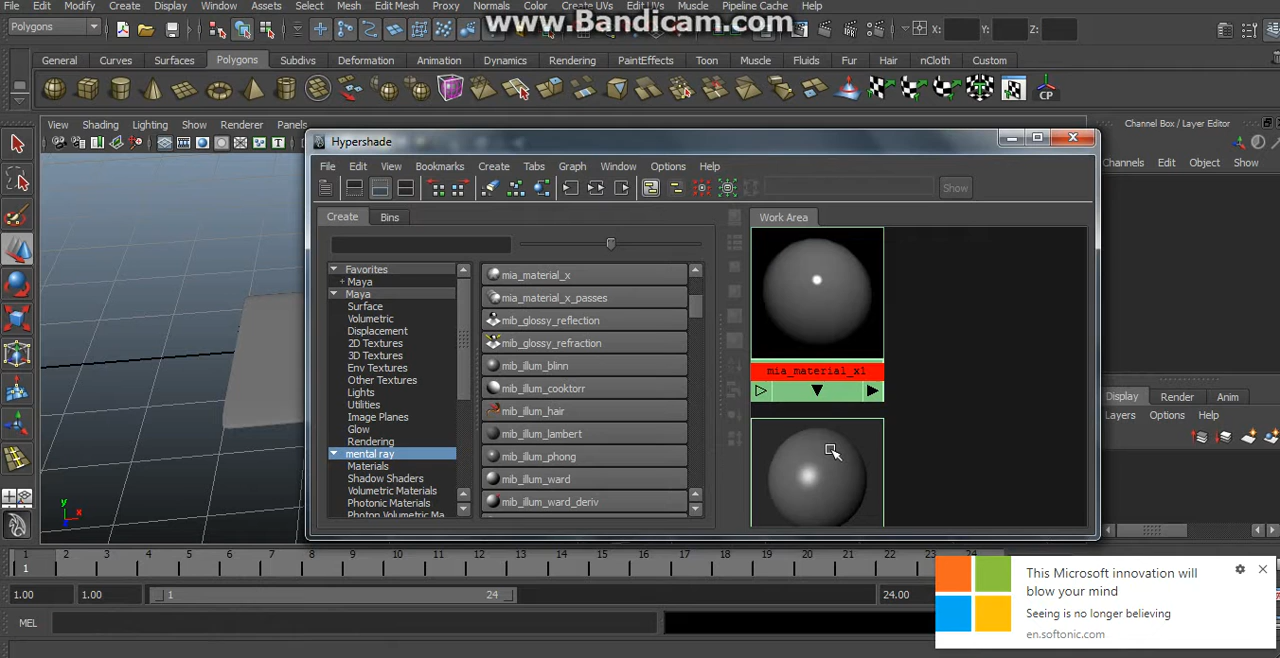 File Edit Modify Create Display Window Assets Select Mesh Edit Mesh Proxy Normals Color Create UVs Edit UVs Muscle Pipeline Cache Help
www.Bandicam.com
Polygons X: Y: Z:
General Curves Surfaces Polygons Subdivs Deformation Animation Dynamics Rendering PaintEffects Toon Muscle Fluids Fur Hair nCloth Custom
CP
View Shading Lighting Show Renderer Panels
Channel Box / Layer Editor
Channels Edit Object Show
Hypershade
File Edit View Bookmarks Create Tabs Graph Window Options Help
Show
Create Bins
Work Area
Favorites
+ Maya
Maya
Surface
Volumetric
Displacement
2D Textures
3D Textures
Env Textures
Other Textures
Lights
Utilities
Image Planes
Glow
Rendering
mental ray
Materials
Shadow Shaders
Volumetric Materials
Photonic Materials
Photon Volumetric Ma
mia_material_x
mia_material_x_passes
mib_glossy_reflection
mib_glossy_refraction
mib_illum_blinn
mib_illum_cooktorr
mib_illum_hair
mib_illum_lambert
mib_illum_phong
mib_illum_ward
mib_illum_ward_deriv
mia_material_x1
Display Render Anim
Layers Options Help
y
z x
1 2 3 4 5 6 7 8 9 10 11 12 13 14 15 16 17 18 19 20 21 22 23 24
1
1.00 1.00 1 24 24.00
MEL
This Microsoft innovation will
blow your mind
Seeing is no longer believing
en.softonic.com